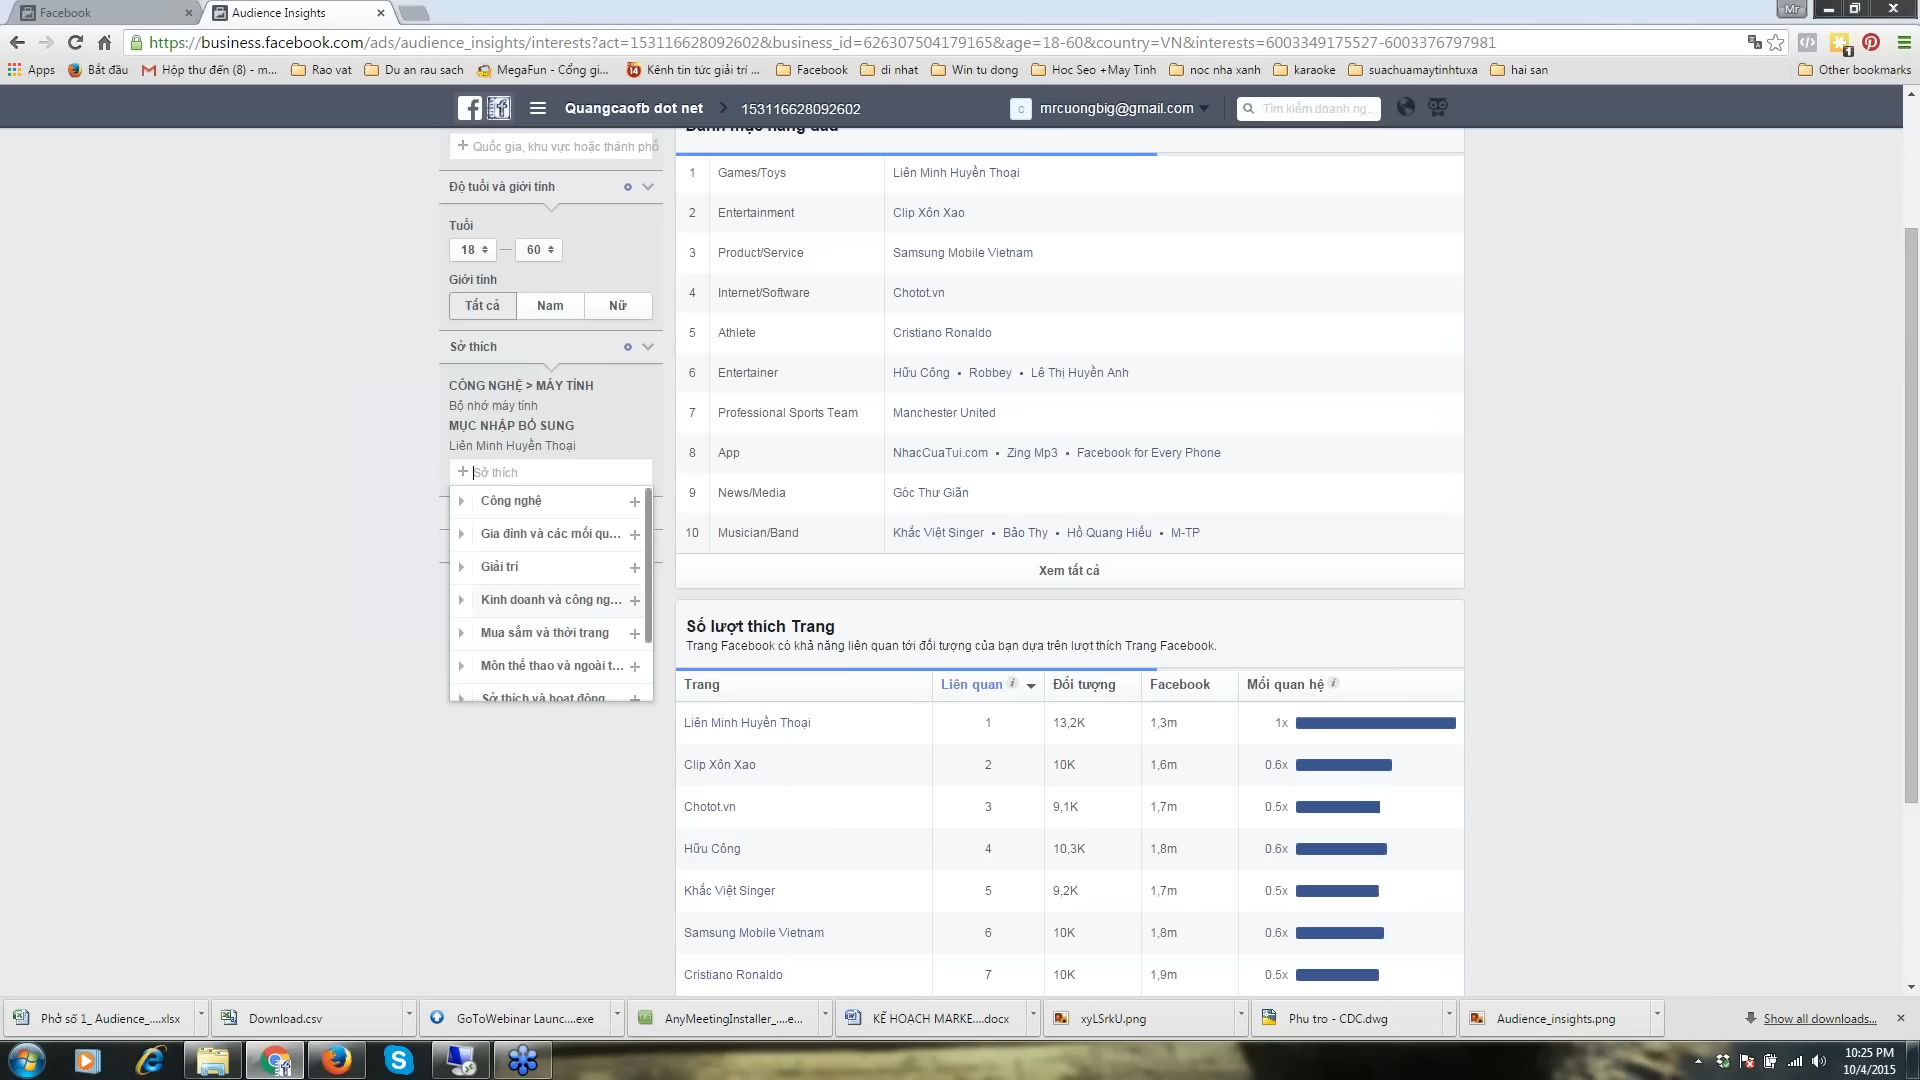 Facebook
Audience Insights
Mr
https://business.facebook.com/ads/audience_insights/interests?act=153116628092602&business_id=626307504179165&age=18-60&country=VN&interests=6003349175527-6003376797981
1
Apps
Bắt đầu
Hộp thư đến (8) - m...
Rao vat
Du an rau sach
MegaFun - Cổng gi...
Kênh tin tức giải trí ...
Facebook
di nhat
Win tu dong
Hoc Seo +May Tinh
noc nha xanh
karaoke
suachuamaytinhtuxa
hai san
Other bookmarks
Quangcaofb dot net
153116628092602
c
mrcuongbig@gmail.com
Tìm kiếm doanh ng...
Danh mục hàng đầu
+ Quốc gia, khu vực hoặc thành phố
Độ tuổi và giới tính
Tuổi
18 — 60
Giới tính
Tất cả
Nam
Nữ
Sở thích
CÔNG NGHỆ > MÁY TÍNH
Bộ nhớ máy tính
MỤC NHẬP BỔ SUNG
Liên Minh Huyền Thoại
+ Sở thích
Công nghệ +
Gia đình và các mối qu... +
Giải trí +
Kinh doanh và công ng... +
Mua sắm và thời trang +
Môn thể thao và ngoài t... +
Sở thích và hoạt động +
1 Games/Toys Liên Minh Huyền Thoại
2 Entertainment Clip Xôn Xao
3 Product/Service Samsung Mobile Vietnam
4 Internet/Software Chotot.vn
5 Athlete Cristiano Ronaldo
6 Entertainer Hữu Công • Robbey • Lê Thị Huyền Anh
7 Professional Sports Team Manchester United
8 App NhacCuaTui.com • Zing Mp3 • Facebook for Every Phone
9 News/Media Góc Thư Giãn
10 Musician/Band Khắc Việt Singer • Bảo Thy • Hồ Quang Hiếu • M-TP
Xem tất cả
Số lượt thích Trang
Trang Facebook có khả năng liên quan tới đối tượng của bạn dựa trên lượt thích Trang Facebook.
Trang Liên quan i Đối tượng Facebook Mối quan hệ i
Liên Minh Huyền Thoại 1 13,2K 1,3m 1x
Clip Xôn Xao 2 10K 1,6m 0.6x
Chotot.vn 3 9,1K 1,7m 0.5x
Hữu Công 4 10,3K 1,8m 0.6x
Khắc Việt Singer 5 9,2K 1,7m 0.5x
Samsung Mobile Vietnam 6 10K 1,8m 0.6x
Cristiano Ronaldo 7 10K 1,9m 0.5x
Phở số 1_ Audience_....xlsx
Download.csv
GoToWebinar Launc....exe
AnyMeetingInstaller_....e...
KẾ HOẠCH MARKE....docx
xyLSrkU.png
Phu tro - CDC.dwg
Audience_insights.png
Show all downloads...
10:25 PM
10/4/2015